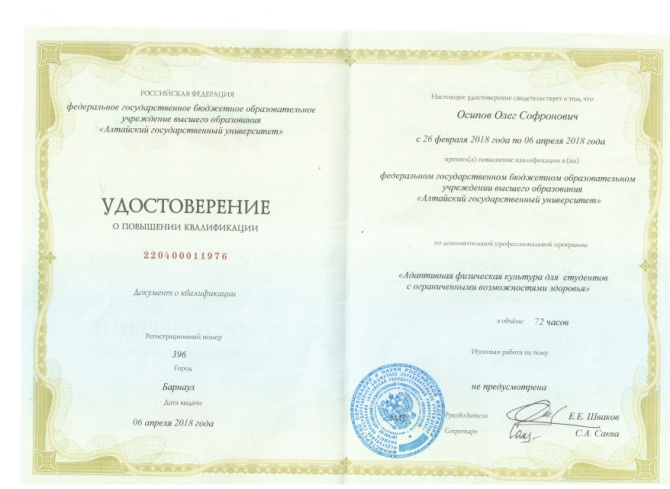 РОССИЙСКАЯ ФЕДЕРАЦИЯ
федеральное государственное бюджетное образовательное
учреждение высшего образования
«Алтайский государственный университет»
УДОСТОВЕРЕНИЕ
О ПОВЫШЕНИИ КВАЛИФИКАЦИИ
220400011976
Документ о квалификации
Регистрационный номер
396
Город
Барнаул
Дата выдачи
06 апреля 2018 года
Настоящее удостоверение свидетельствует о том, что
Осипов Олег Софронович
с 26 февраля 2018 года по 06 апреля 2018 года
прошел(а) повышение квалификации в (на)
федеральном государственном бюджетном образовательном
учреждении высшего образования
«Алтайский государственный университет»
по дополнительной профессиональной программе
«Адаптивная физическая культура для студентов
с ограниченными возможностями здоровья»
в объёме 72 часов
Итоговая работа на тему:
не предусмотрена
Руководитель Е.Е. Шваков
Секретарь С.А. Саква